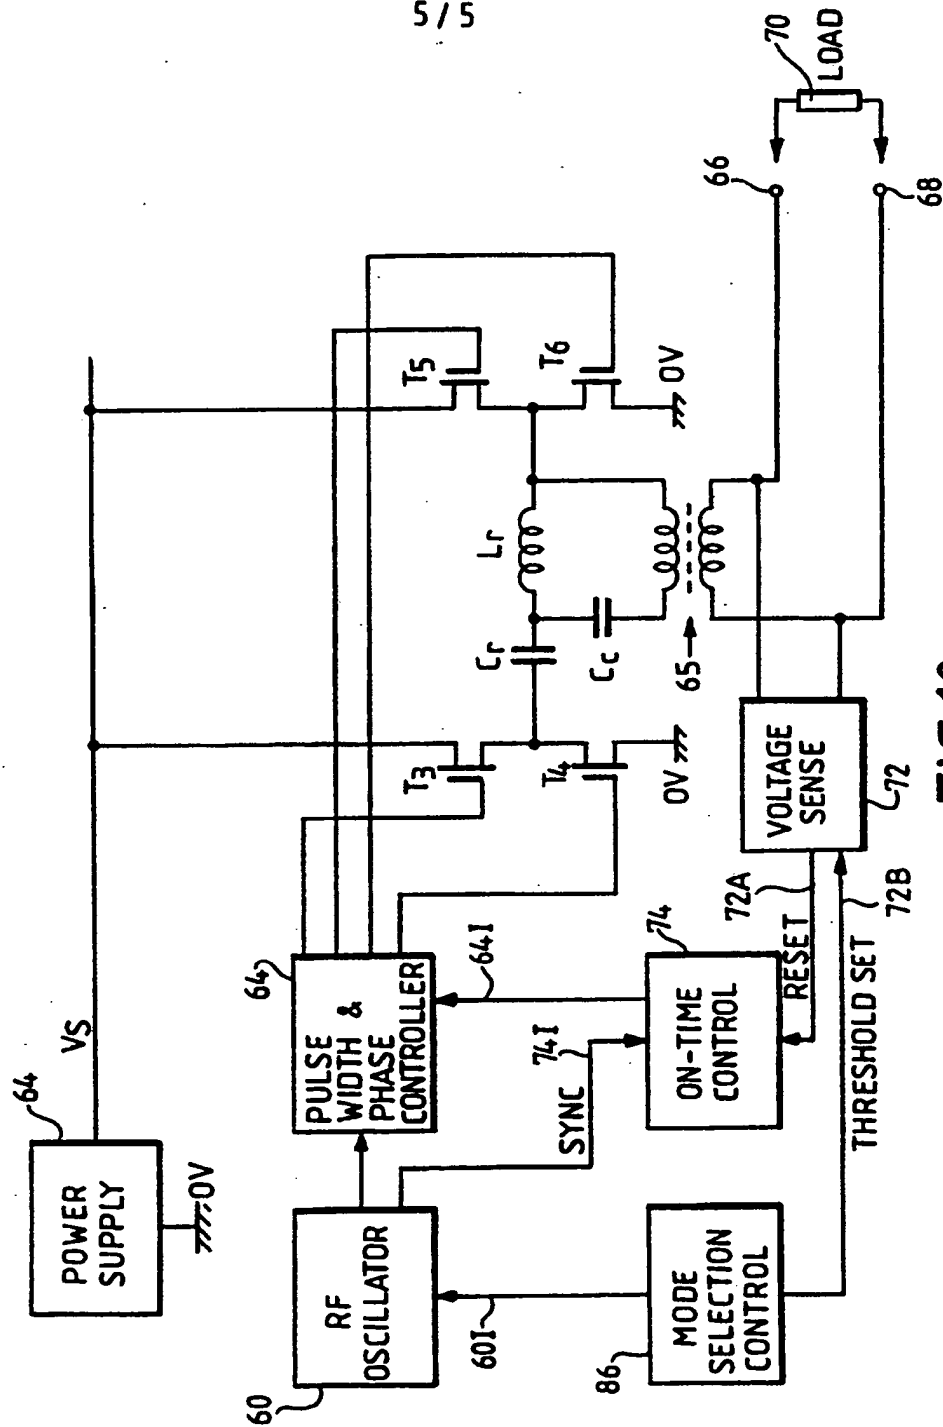 5/5
64
POWER
SUPPLY
VS
0V
60
RF
OSCILLATOR
64
PULSE
WIDTH &
PHASE
CONTROLLER
60I
SYNC
74I
64I
86
MODE
SELECTION
CONTROL
74
ON-TIME
CONTROL
RESET
72A
THRESHOLD SET
72B
VOLTAGE
SENSE
72
T3
T4
0V
Cr
Lr
Cc
65
T5
T6
0V
66
68
70
LOAD